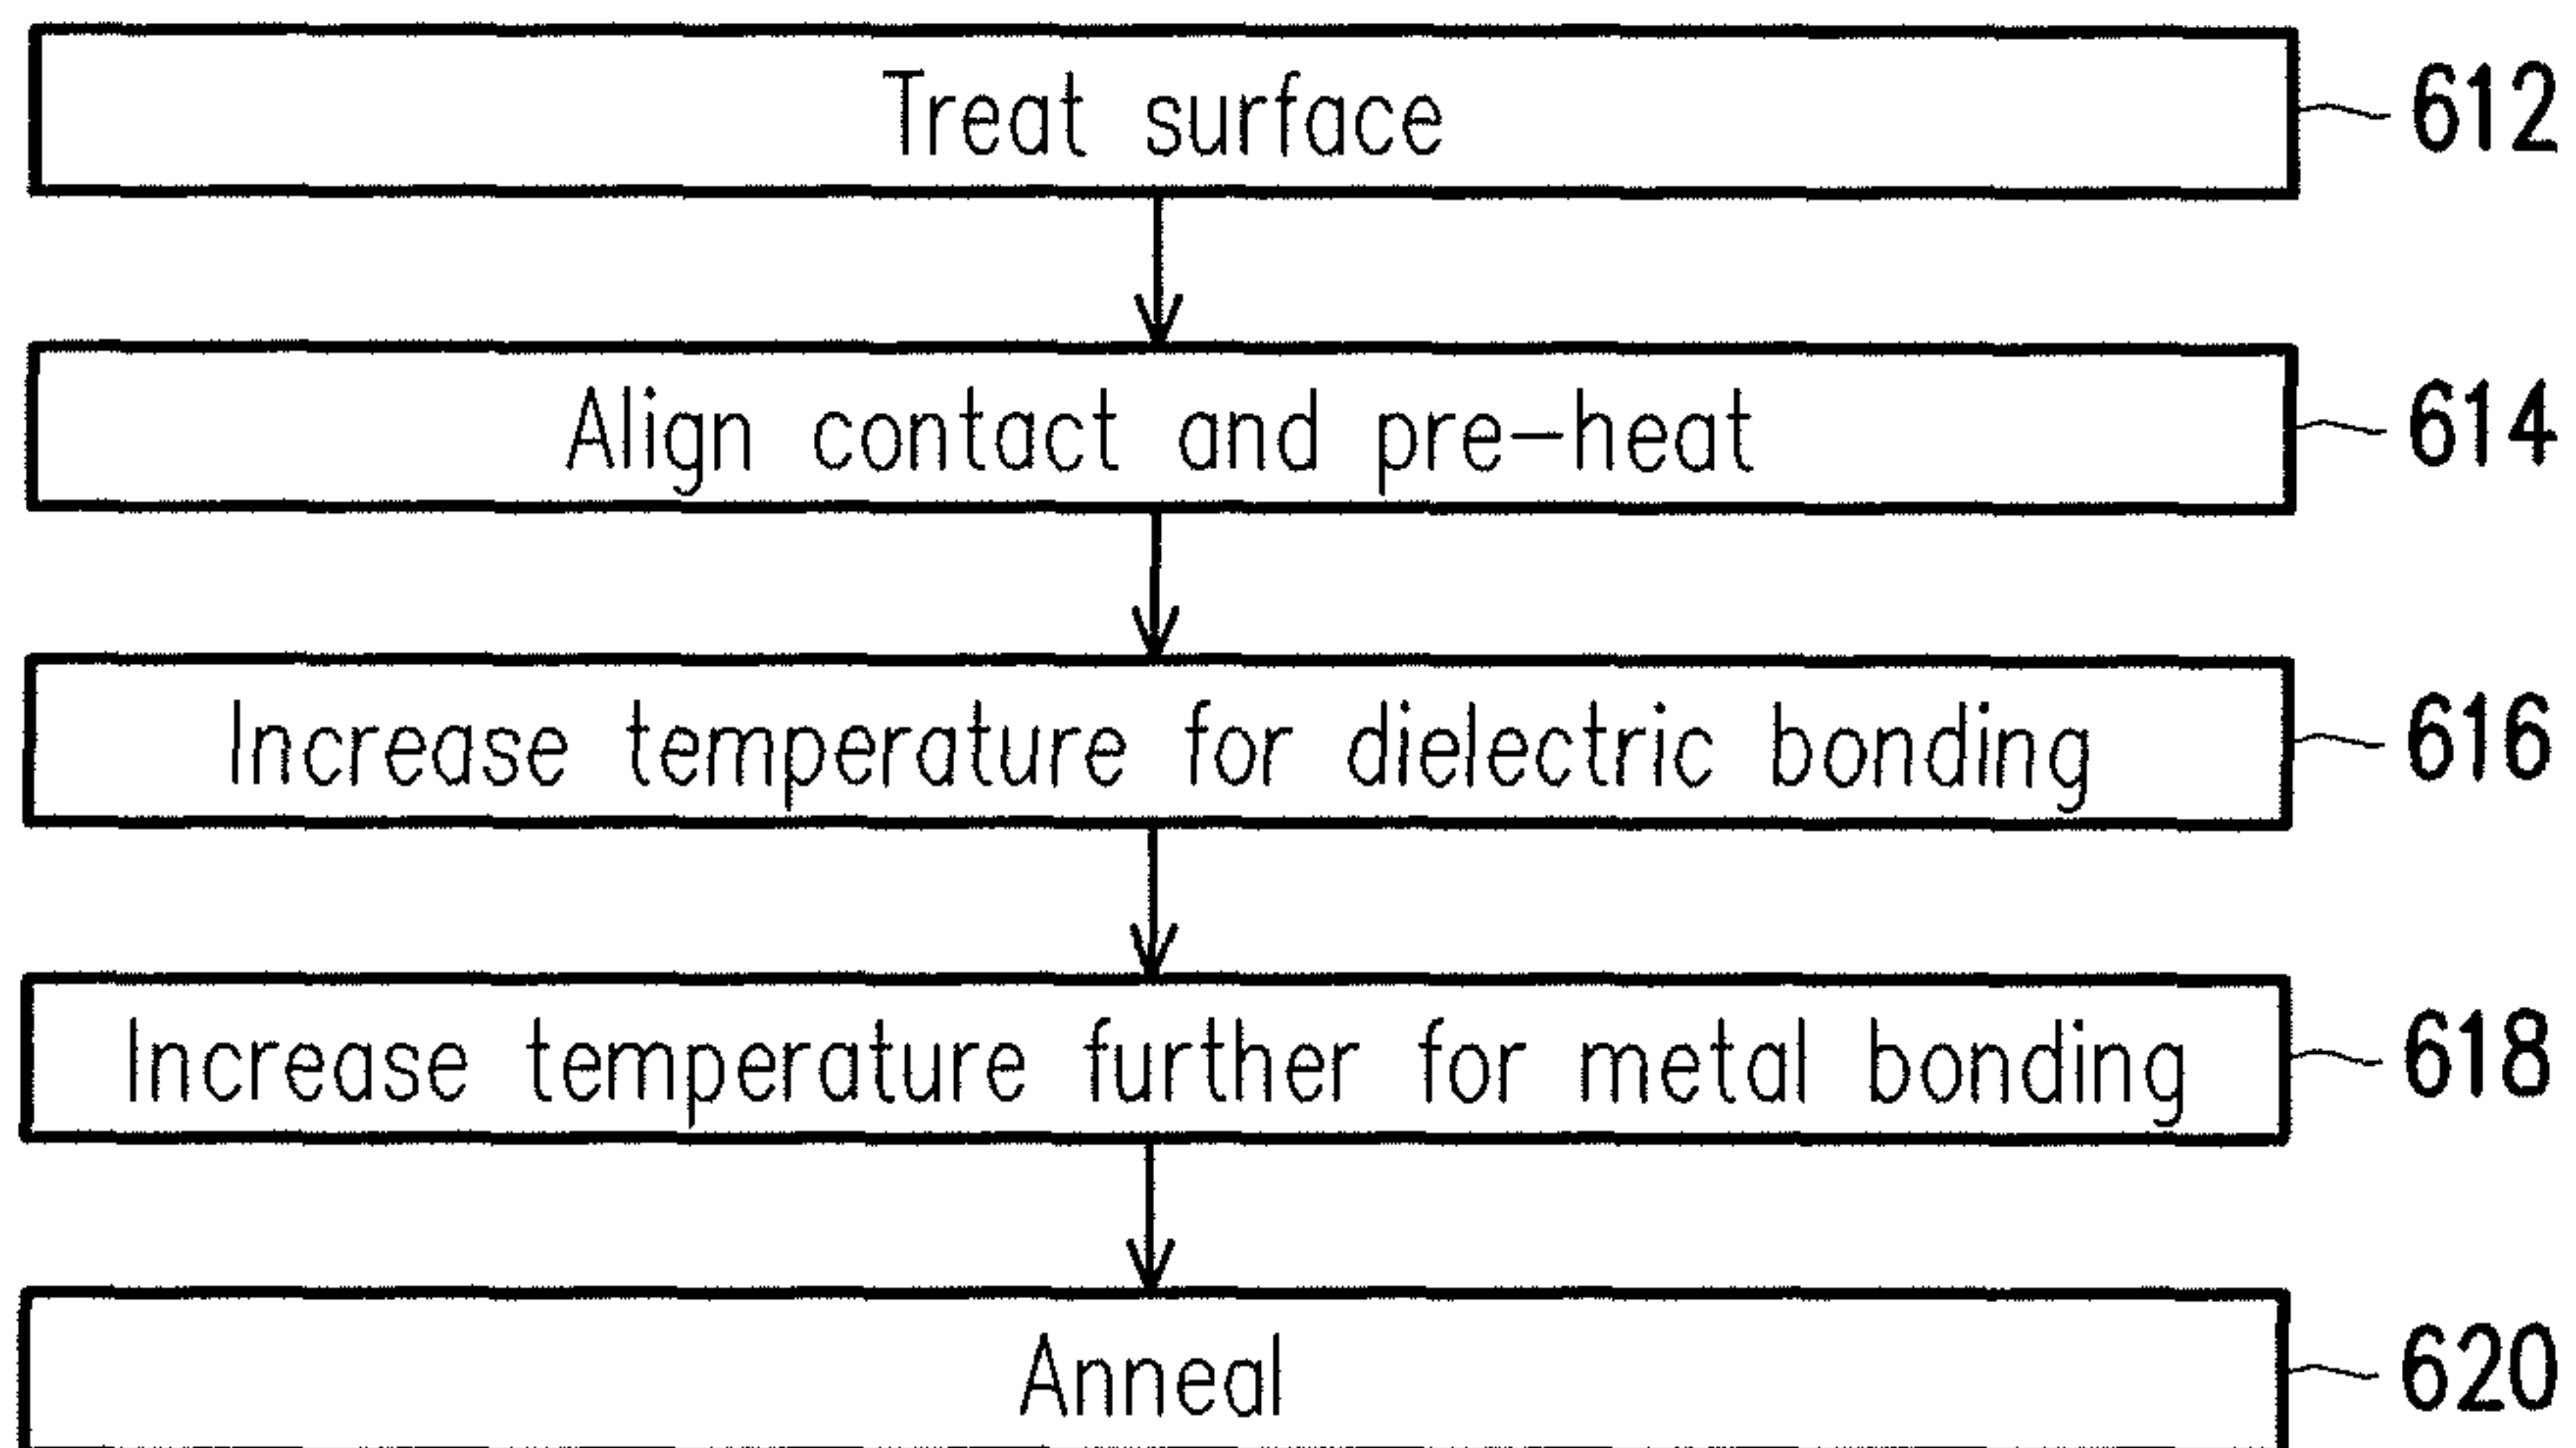 Treat surface 612
Align contact and pre-heat 614
Increase temperature for dielectric bonding 616
Increase temperature further for metal bonding 618
Anneal 620